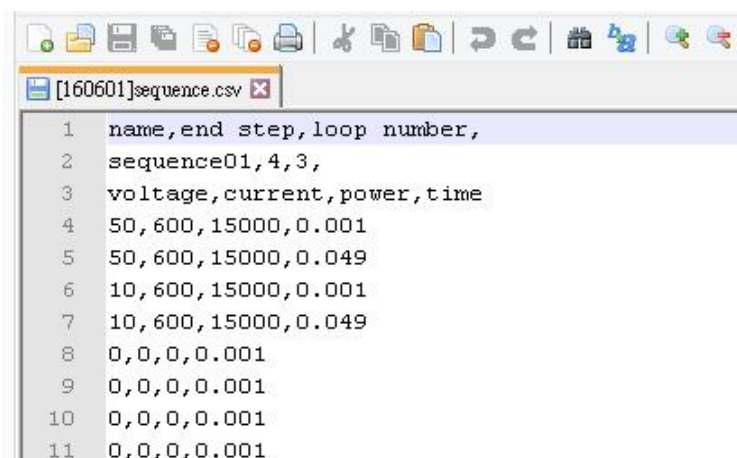 [160601]sequence.csv
1 name,end step,loop number,
2 sequence01,4,3,
3 voltage,current,power,time
4 50,600,15000,0.001
5 50,600,15000,0.049
6 10,600,15000,0.001
7 10,600,15000,0.049
8 0,0,0,0.001
9 0,0,0,0.001
10 0,0,0,0.001
11 0,0,0,0.001